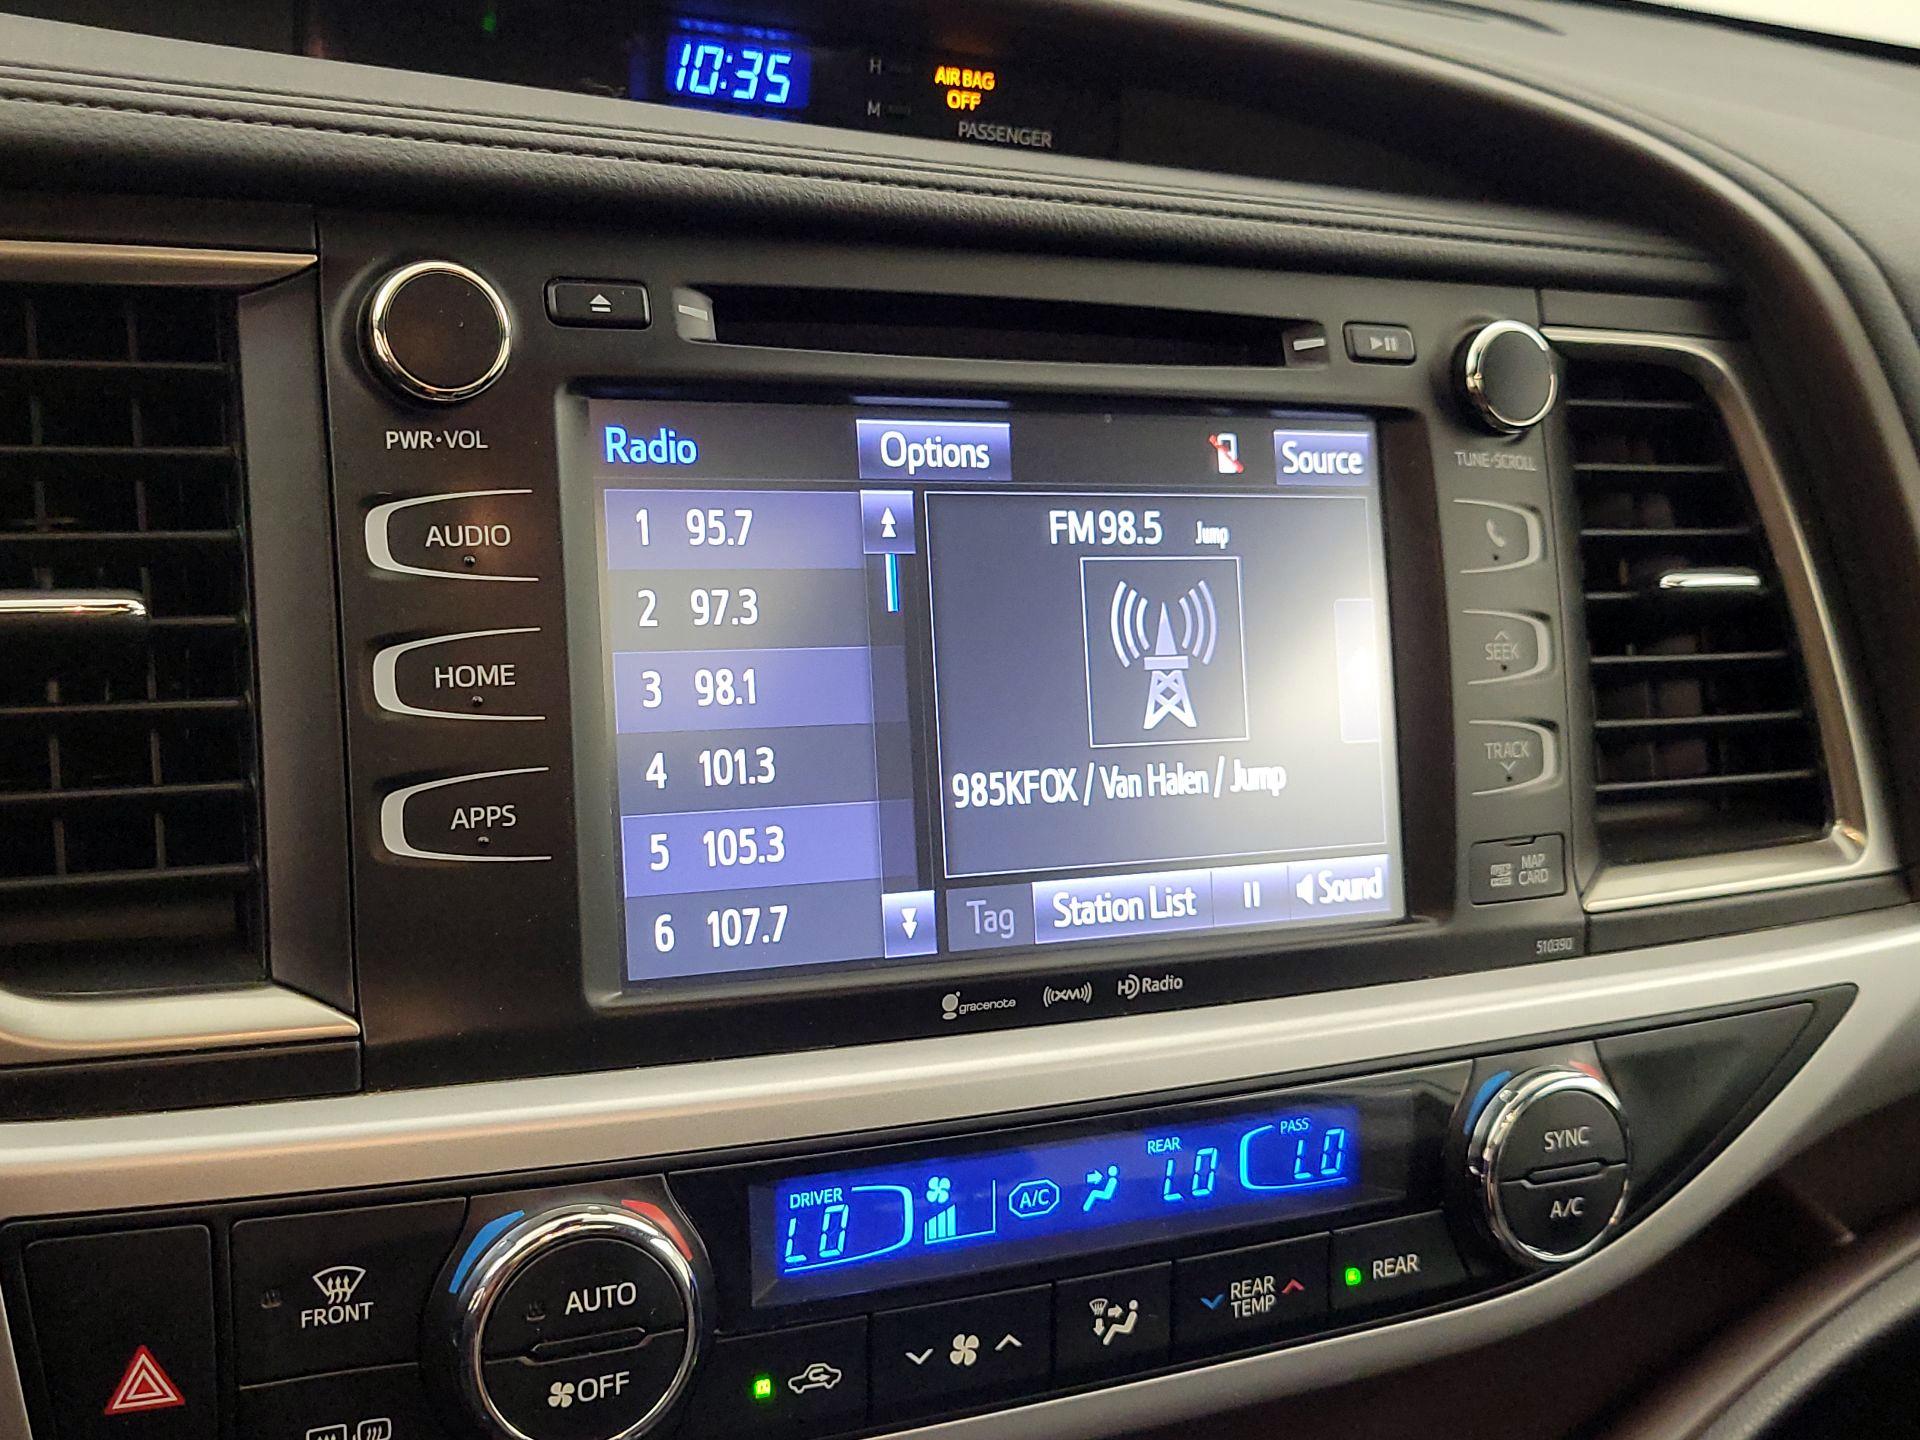 10:35
H
M
AIR BAG
OFF
PASSENGER
PWR·VOL
AUDIO
HOME
APPS
Radio
Options
Source
1 95.7
2 97.3
3 98.1
4 101.3
5 105.3
6 107.7
FM 98.5 Jump
985KFOX / Van Halen / Jump
Tag
Station List
Sound
TUNE·SCROLL
SEEK
TRACK
MAP
CARD
510390
gracenote
((XM))
HD Radio
DRIVER
LO
A/C
REAR
LO
PASS
LO
SYNC
A/C
FRONT
AUTO
OFF
REAR
TEMP
REAR